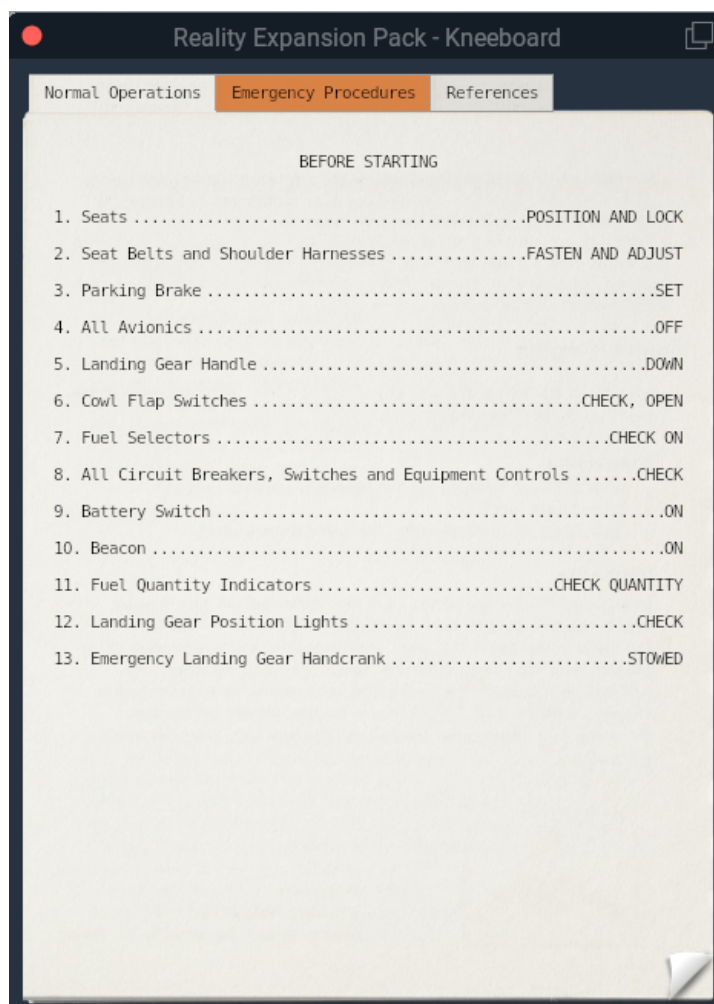 Reality Expansion Pack - Kneeboard
Normal Operations Emergency Procedures References
BEFORE STARTING
1. Seats ...........................................POSITION AND LOCK
2. Seat Belts and Shoulder Harnesses ...............FASTEN AND ADJUST
3. Parking Brake .................................................SET
4. All Avionics ..................................................OFF
5. Landing Gear Handle ..........................................DOWN
6. Cowl Flap Switches ....................................CHECK, OPEN
7. Fuel Selectors ...........................................CHECK ON
8. All Circuit Breakers, Switches and Equipment Controls .......CHECK
9. Battery Switch .................................................ON
10. Beacon ........................................................ON
11. Fuel Quantity Indicators ..........................CHECK QUANTITY
12. Landing Gear Position Lights ...............................CHECK
13. Emergency Landing Gear Handcrank ..........................STOWED